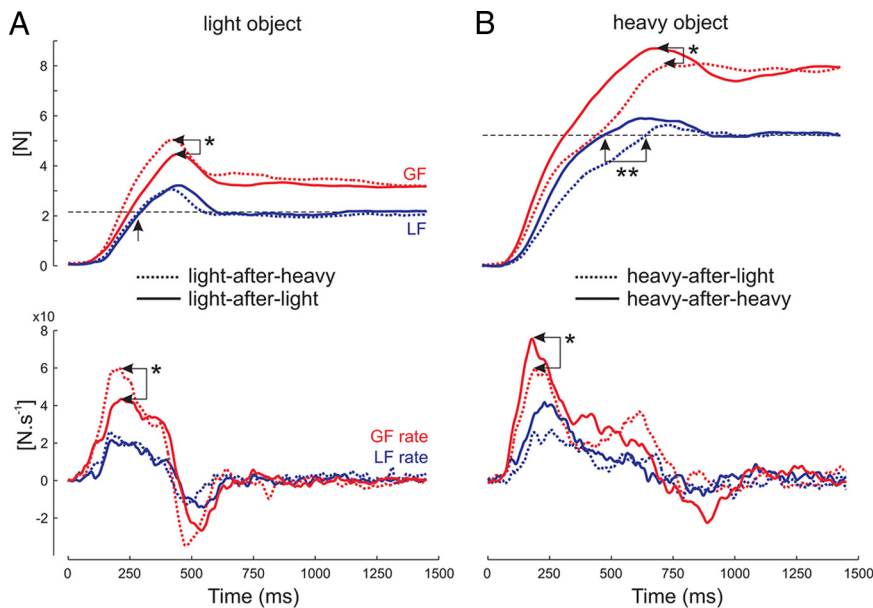 A
light object
B
heavy object
[N]
8
6
4
2
0
*
GF
LF
*
**
light-after-heavy
light-after-light
heavy-after-light
heavy-after-heavy
x10
[N.s-1]
8
6
4
2
0
-2
*
GF rate
LF rate
*
0 250 500 750 1000 1250 1500
0 250 500 750 1000 1250 1500
Time (ms)
Time (ms)